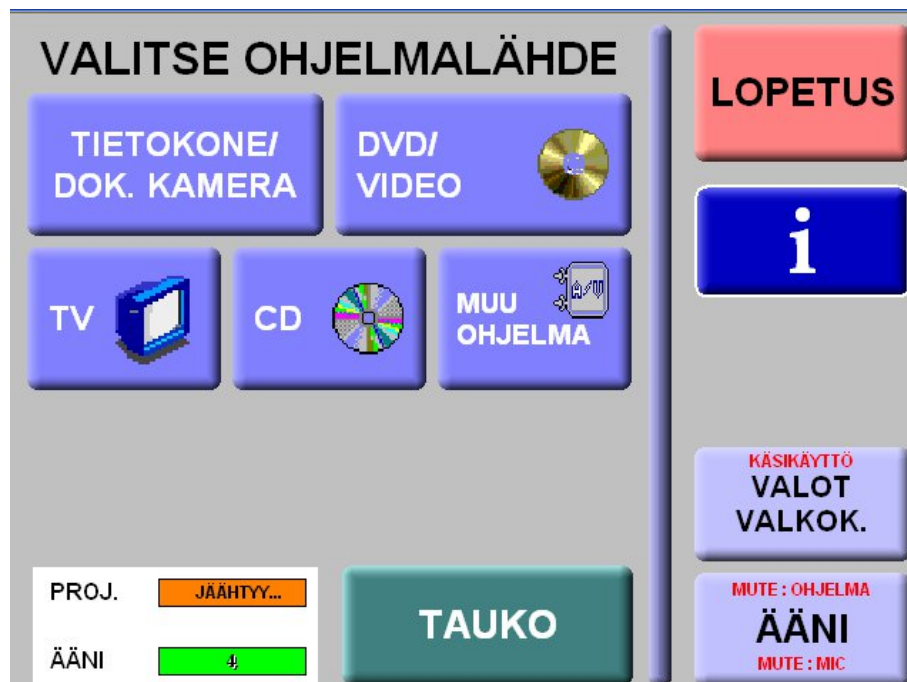 VALITSE OHJELMALÄHDE
TIETOKONE/
DOK. KAMERA
DVD/
VIDEO
TV
CD
MUU
OHJELMA
A/V
PROJ.
JÄÄHTYY...
ÄÄNI
4
TAUKO
LOPETUS
i
KÄSIKÄYTTÖ
VALOT
VALKOK.
MUTE : OHJELMA
ÄÄNI
MUTE : MIC